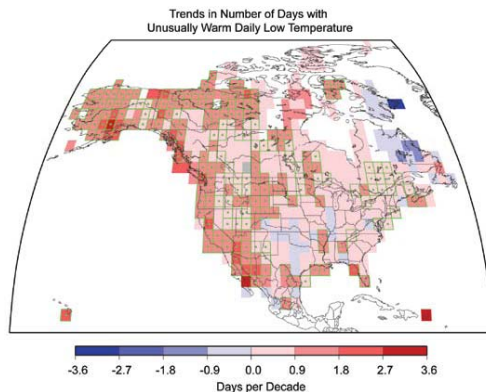 Trends in Number of Days with
Unusually Warm Daily Low Temperature
-3.6 -2.7 -1.8 -0.9 0.0 0.9 1.8 2.7 3.6
Days per Decade